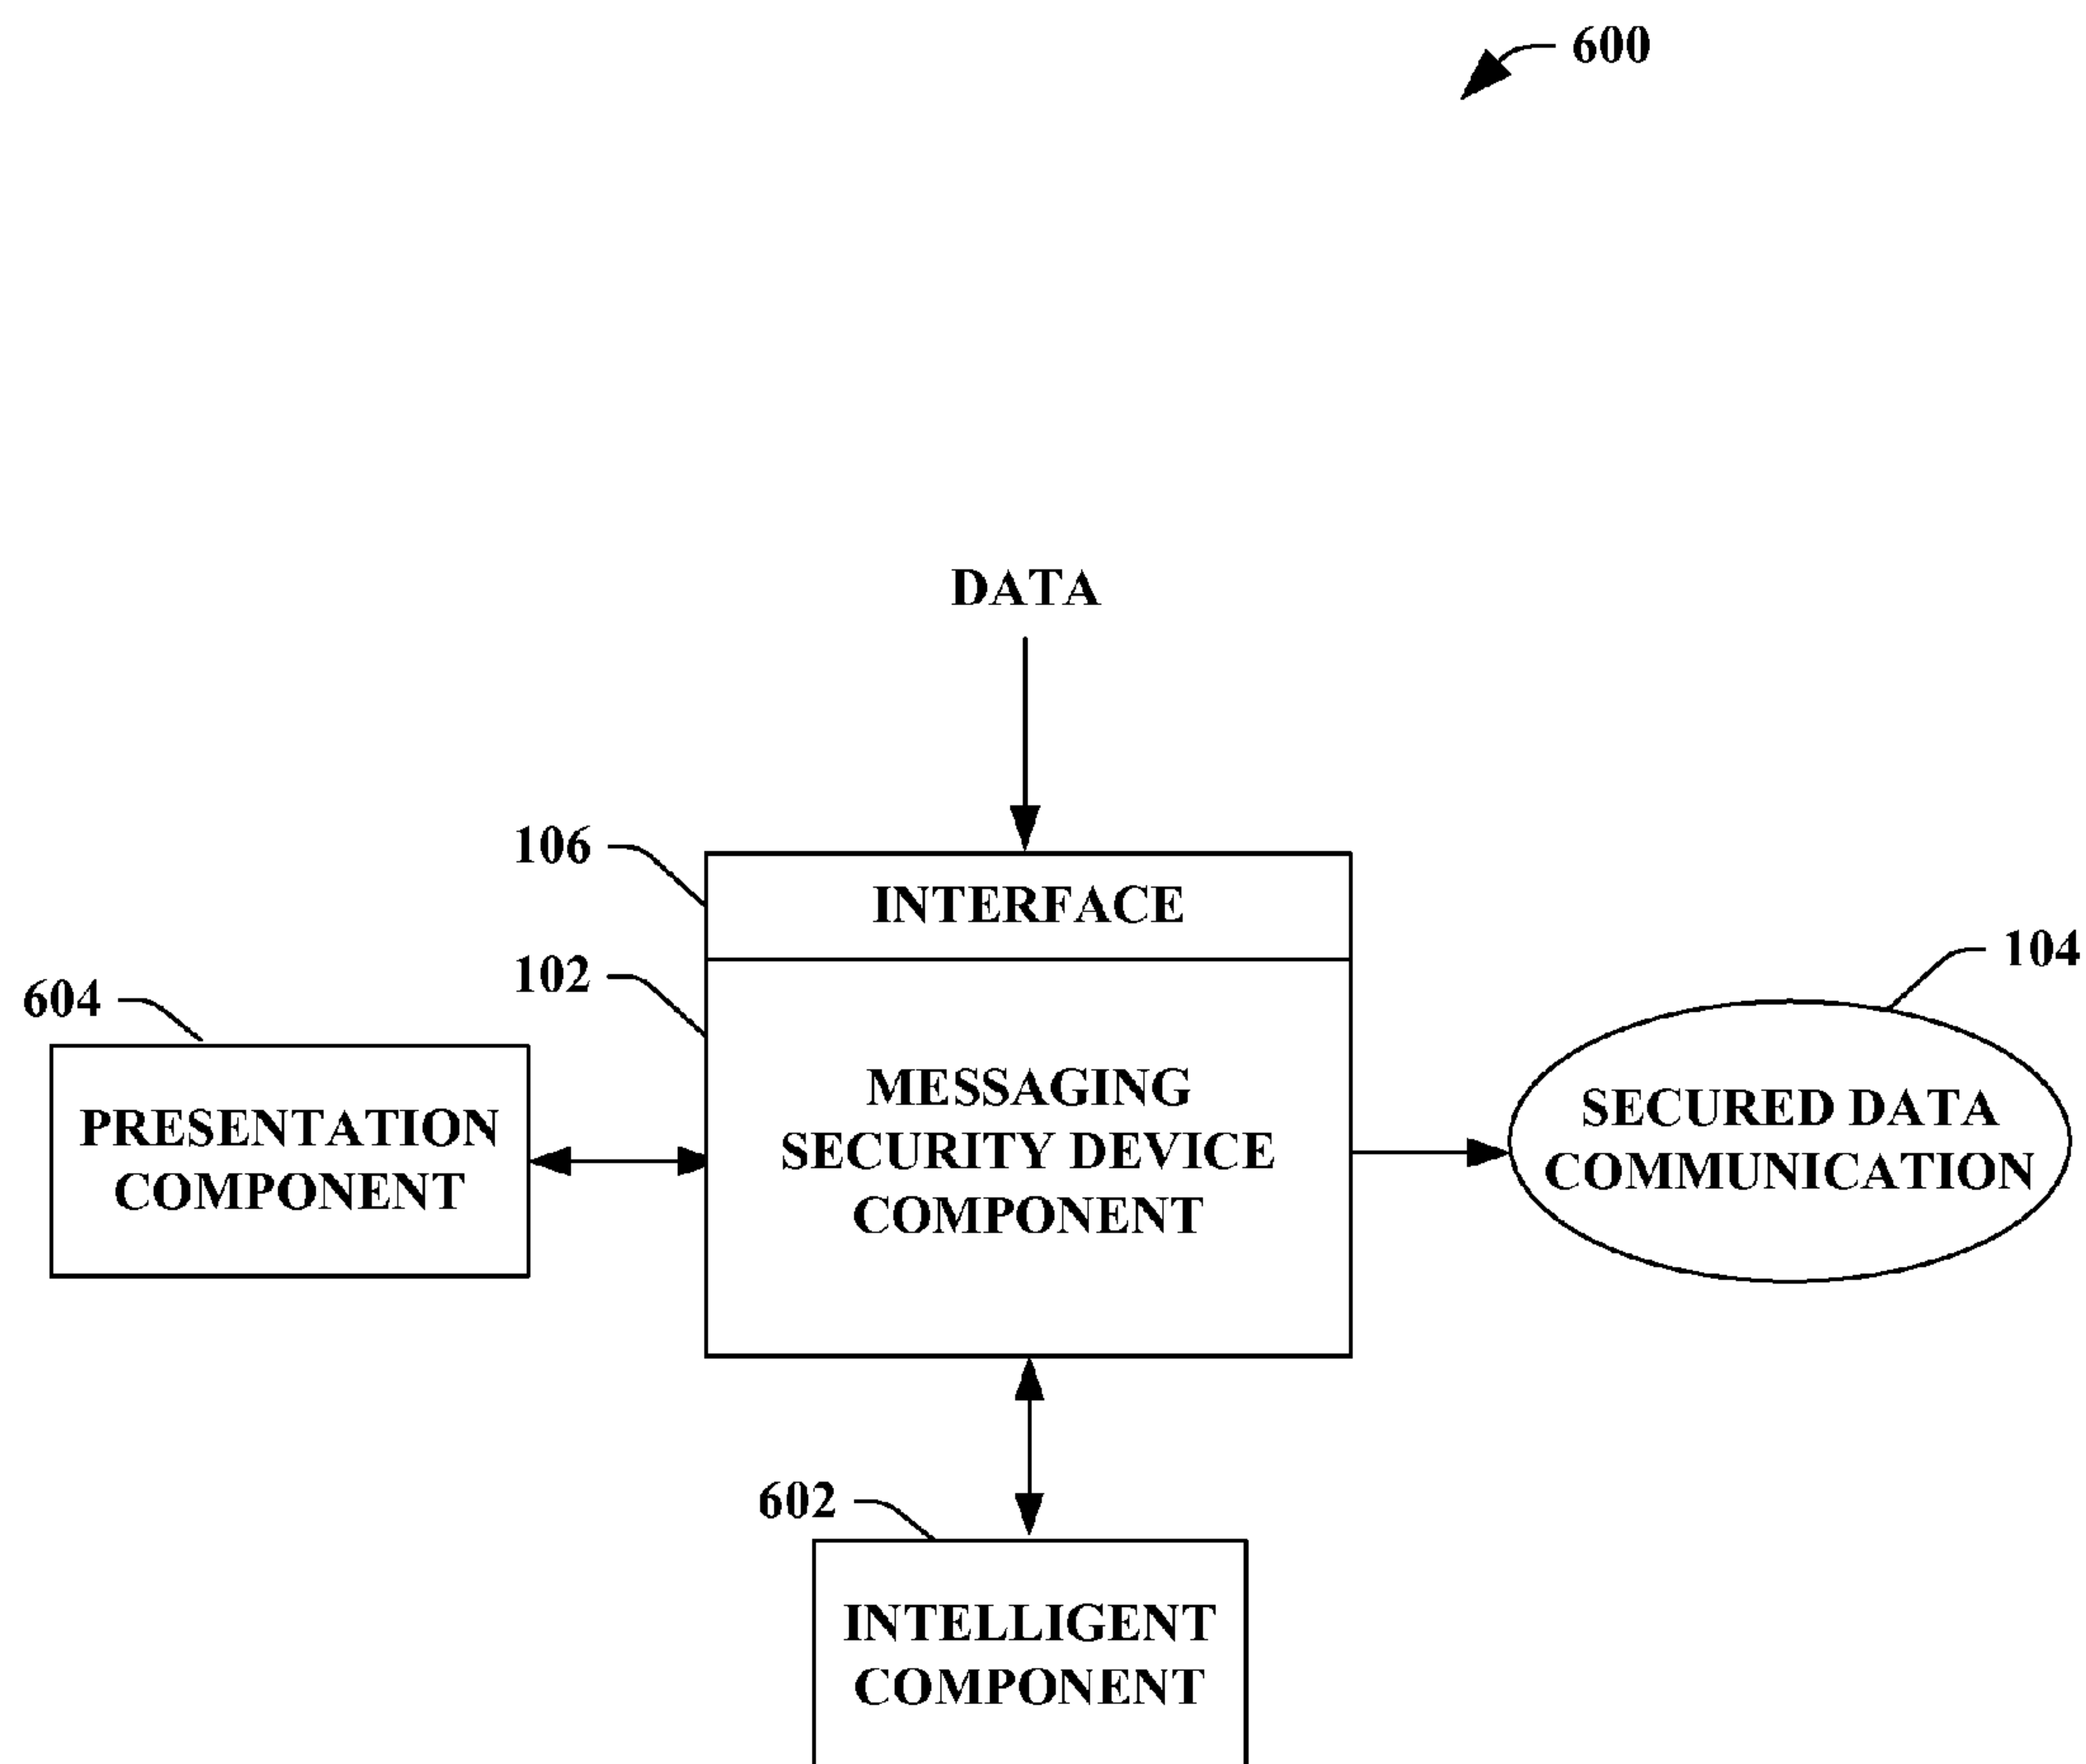 600
DATA
106
INTERFACE
102
104
604
MESSAGING
SECURITY DEVICE
COMPONENT
PRESENTATION
COMPONENT
SECURED DATA
COMMUNICATION
602
INTELLIGENT
COMPONENT